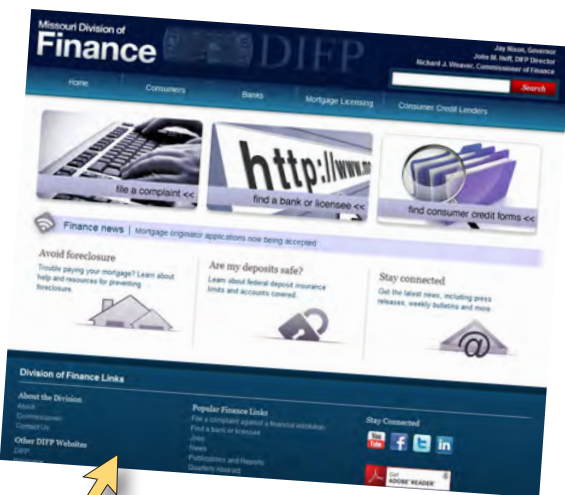 Missouri Division of
Finance
DIFP
Jay Nixon, Governor
John M. Huff, DIFP Director
Richard J. Weaver, Commissioner of Finance
Search
Home
Consumers
Banks
Mortgage Licensing
Consumer Credit Lenders
http://www.mo
file a complaint <<
find a bank or licensee <<
find consumer credit forms <<
Finance news | Mortgage originator applications now being accepted
Avoid foreclosure
Trouble paying your mortgage? Learn about
help and resources for preventing
foreclosure.
Are my deposits safe?
Learn about federal deposit insurance
limits and accounts covered.
Stay connected
Get the latest news, including press
releases, weekly bulletins and more.
@
Division of Finance Links
About the Division
About
Commissioner
Contact Us
Other DIFP Websites
DIFP
Popular Finance Links
File a complaint against a financial institution
Find a bank or licensee
Jobs
News
Publications and Reports
Quarterly Abstract
Stay Connected
You
Tube
f
t
in
Get
ADOBE® READER®